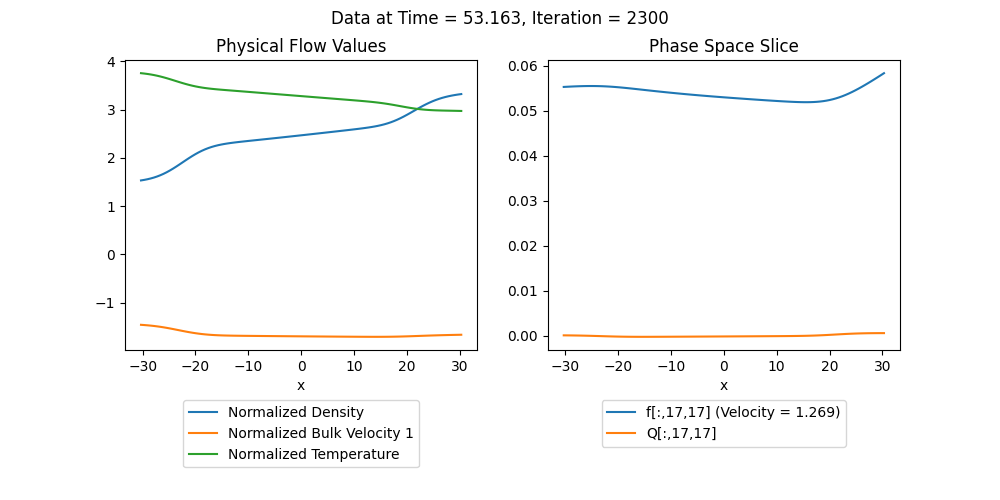 Data at Time = 53.163, Iteration = 2300
Physical Flow Values
4
3
2
1
0
−1
−30
−20
−10
0
10
20
30
x
Normalized Density
Normalized Bulk Velocity 1
Normalized Temperature
Phase Space Slice
0.06
0.05
0.04
0.03
0.02
0.01
0.00
−30
−20
−10
0
10
20
30
x
f[:,17,17] (Velocity = 1.269)
Q[:,17,17]